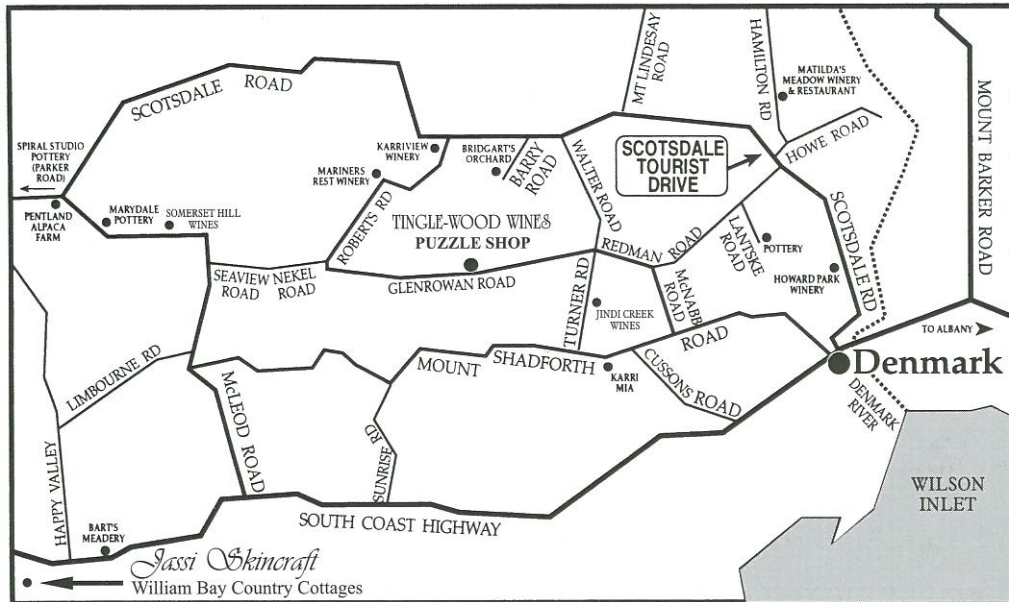 SCOTSDALE ROAD
MT LINDESAY
ROAD
HAMILTON RD
MATILDA'S
MEADOW WINERY
& RESTAURANT
HOWE ROAD
MOUNT BARKER ROAD
SPIRAL STUDIO
POTTERY
(PARKER
ROAD)
PENTLAND
ALPACA
FARM
MARYDALE
POTTERY
SOMERSET HILL
WINES
KARRIVIEW
WINERY
MARINERS
REST WINERY
BRIDGART'S
ORCHARD
BARRY
ROAD
WALTER ROAD
SCOTSDALE
TOURIST
DRIVE
SCOTSDALE RD
ROBERTS RD
TINGLE-WOOD WINES
PUZZLE SHOP
REDMAN ROAD
LANTSKE
ROAD
POTTERY
HOWARD PARK
WINERY
SEAVIEW
ROAD
NEKEL
ROAD
GLENROWAN ROAD
TURNER RD
JINDI CREEK
WINES
McNABB
ROAD
TO ALBANY
Denmark
DENMARK
RIVER
LIMBOURNE RD
McLEOD ROAD
MOUNT SHADFORTH ROAD
KARRI
MIA
CUSSONS ROAD
SUNRISE
RD
HAPPY VALLEY
BART'S
MEADERY
SOUTH COAST HIGHWAY
WILSON
INLET
Jassi Skincraft
William Bay Country Cottages